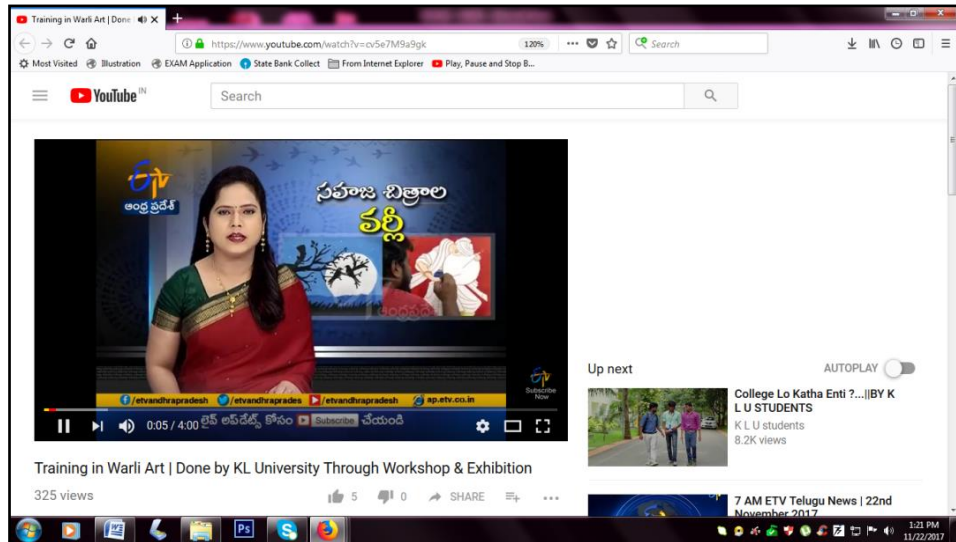 Training in Warli Art | Done
https://www.youtube.com/watch?v=cv5e7M9a9gk
120%
Search
Most Visited Illustration EXAM Application State Bank Collect From Internet Explorer Play, Pause and Stop B...
YouTube IN
Search
ETV
ఆంధ్రప్రదేశ్
సహజ చిత్రాల
వర్లీ
/etvandhrapradesh /etvandhraprades /etvandhrapradesh ap.etv.co.in
Subscribe
Now
0:05 / 4:00
లైవ్ అప్‌డేట్స్ కోసం Subscribe చేయండి
Training in Warli Art | Done by KL University Through Workshop & Exhibition
325 views
5 0 SHARE
Up next AUTOPLAY
College Lo Katha Enti ?...||BY K
L U STUDENTS
K L U students
8.2K views
7 AM ETV Telugu News | 22nd
November 2017
Ps
1:21 PM
11/22/2017